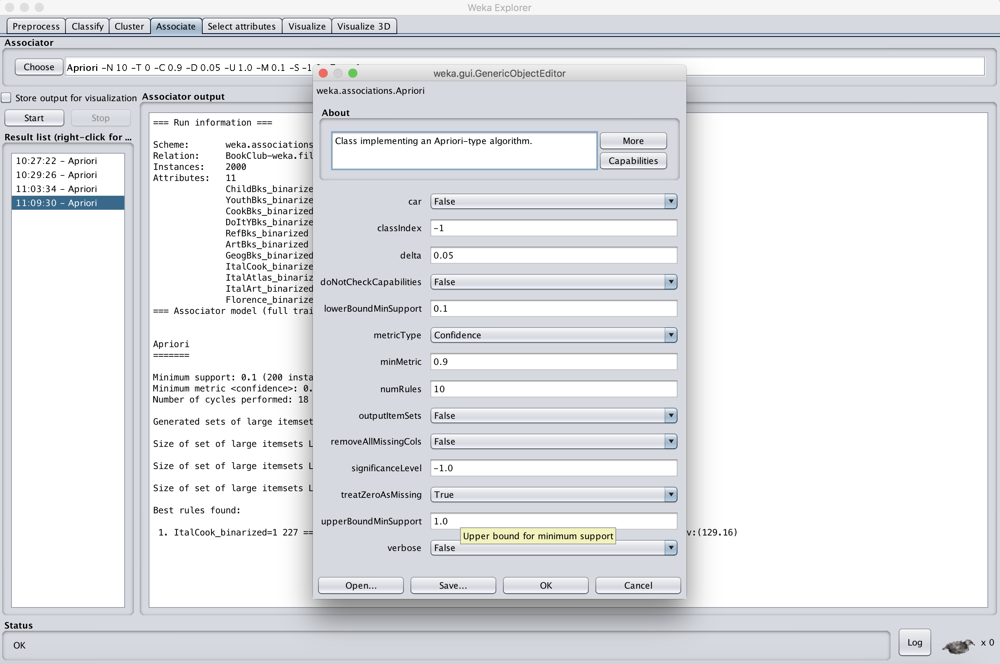 Weka Explorer
Preprocess Classify Cluster Associate Select attributes Visualize Visualize 3D
Associator
Choose Apriori -N 10 -T 0 -C 0.9 -D 0.05 -U 1.0 -M 0.1 -S
Store output for visualization
Start Stop
Result list (right-click for ...
10:27:22 - Apriori
10:29:26 - Apriori
11:03:34 - Apriori
11:09:30 - Apriori
Associator output
=== Run information ===
Scheme: weka.associations
Relation: BookClub-weka.fil
Instances: 2000
Attributes: 11
ChildBks_binarize
YouthBks_binarize
CookBks_binarized
DoItYBks_binarize
RefBks_binarized
ArtBks_binarized
GeogBks_binarized
ItalCook_binarize
ItalAtlas_binariz
ItalArt_binarized
Florence_binarize
=== Associator model (full trai
Apriori
=======
Minimum support: 0.1 (200 insta
Minimum metric <confidence>: 0.
Number of cycles performed: 18
Generated sets of large itemset
Size of set of large itemsets L
Size of set of large itemsets L
Size of set of large itemsets L
Best rules found:
1. ItalCook_binarized=1 227 ==
v:(129.16)
weka.gui.GenericObjectEditor
weka.associations.Apriori
About
Class implementing an Apriori-type algorithm.
More
Capabilities
car False
classIndex -1
delta 0.05
doNotCheckCapabilities False
lowerBoundMinSupport 0.1
metricType Confidence
minMetric 0.9
numRules 10
outputItemSets False
removeAllMissingCols False
significanceLevel -1.0
treatZeroAsMissing True
upperBoundMinSupport 1.0
Upper bound for minimum support
verbose False
Open... Save... OK Cancel
Status
OK
Log x 0